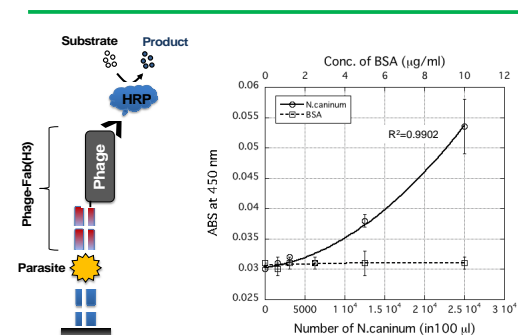 Substrate Product
HRP
Phage
Phage-Fab(H3)
Parasite
Conc. of BSA (μg/ml)
0 2 4 6 8 10 12
0.06
0.055
0.05
0.045
0.04
0.035
0.03
0.025
ABS at 450 nm
N.caninum
BSA
R²=0.9902
0 5000 1 10⁴ 1.5 10⁴ 2 10⁴ 2.5 10⁴ 3 10⁴
Number of N.caninum (in100 μl)